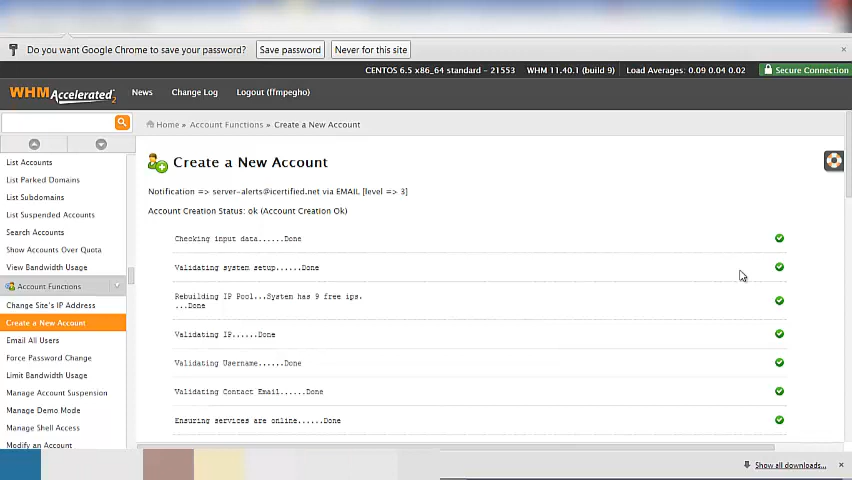 Do you want Google Chrome to save your password? Save password Never for this site ×
CENTOS 6.5 x86_64 standard - 21553 WHM 11.40.1 (build 9) Load Averages: 0.09 0.04 0.02 Secure Connection
WHM Accelerated2 News Change Log Logout (ffmpegho)
Home » Account Functions » Create a New Account
List Accounts
List Parked Domains
List Subdomains
List Suspended Accounts
Search Accounts
Show Accounts Over Quota
View Bandwidth Usage
Account Functions
Change Site's IP Address
Create a New Account
Email All Users
Force Password Change
Limit Bandwidth Usage
Manage Account Suspension
Manage Demo Mode
Manage Shell Access
Modify an Account
Create a New Account
Notification => server-alerts@icertified.net via EMAIL [level => 3]
Account Creation Status: ok (Account Creation Ok)
Checking input data......Done
Validating system setup......Done
Rebuilding IP Pool...System has 9 free ips.
...Done
Validating IP......Done
Validating Username......Done
Validating Contact Email......Done
Ensuring services are online......Done
Show all downloads... ×